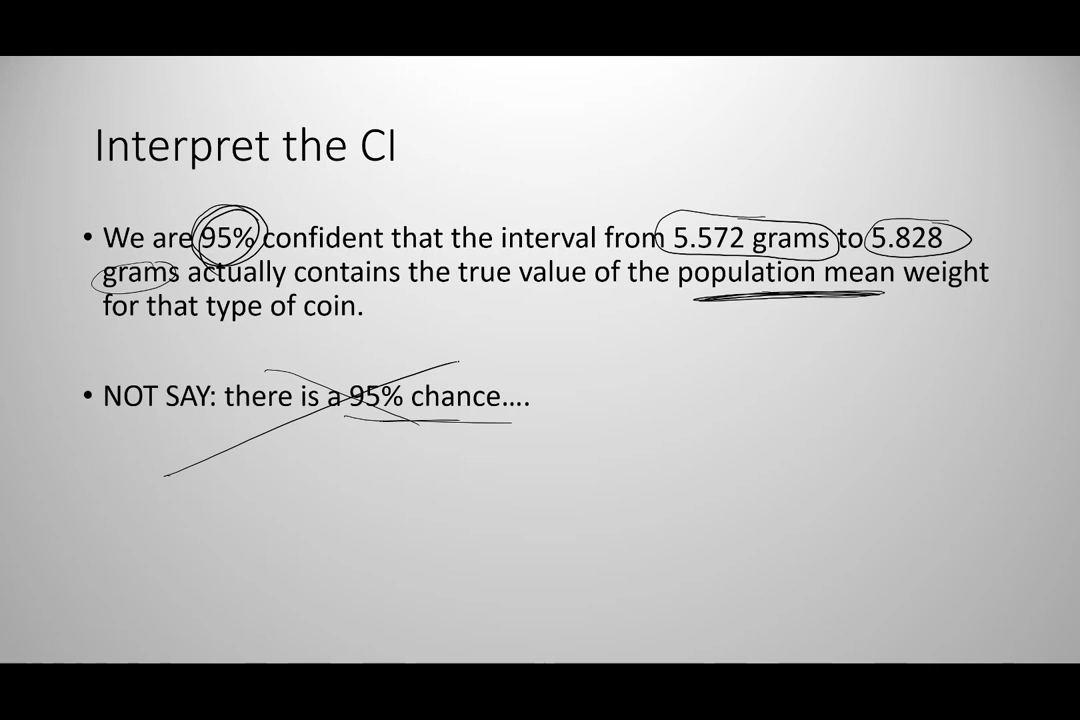 Interpret the CI
• We are 95% confident that the interval from 5.572 grams to 5.828
grams actually contains the true value of the population mean weight
for that type of coin.
• NOT SAY: there is a 95% chance....